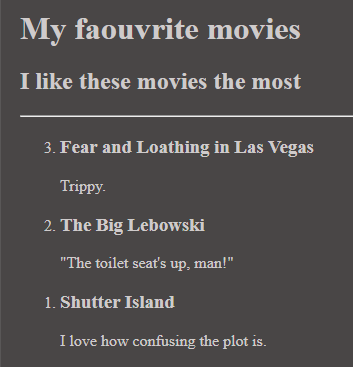 My faouvrite movies
I like these movies the most
3. Fear and Loathing in Las Vegas
Trippy.
2. The Big Lebowski
"The toilet seat's up, man!"
1. Shutter Island
I love how confusing the plot is.